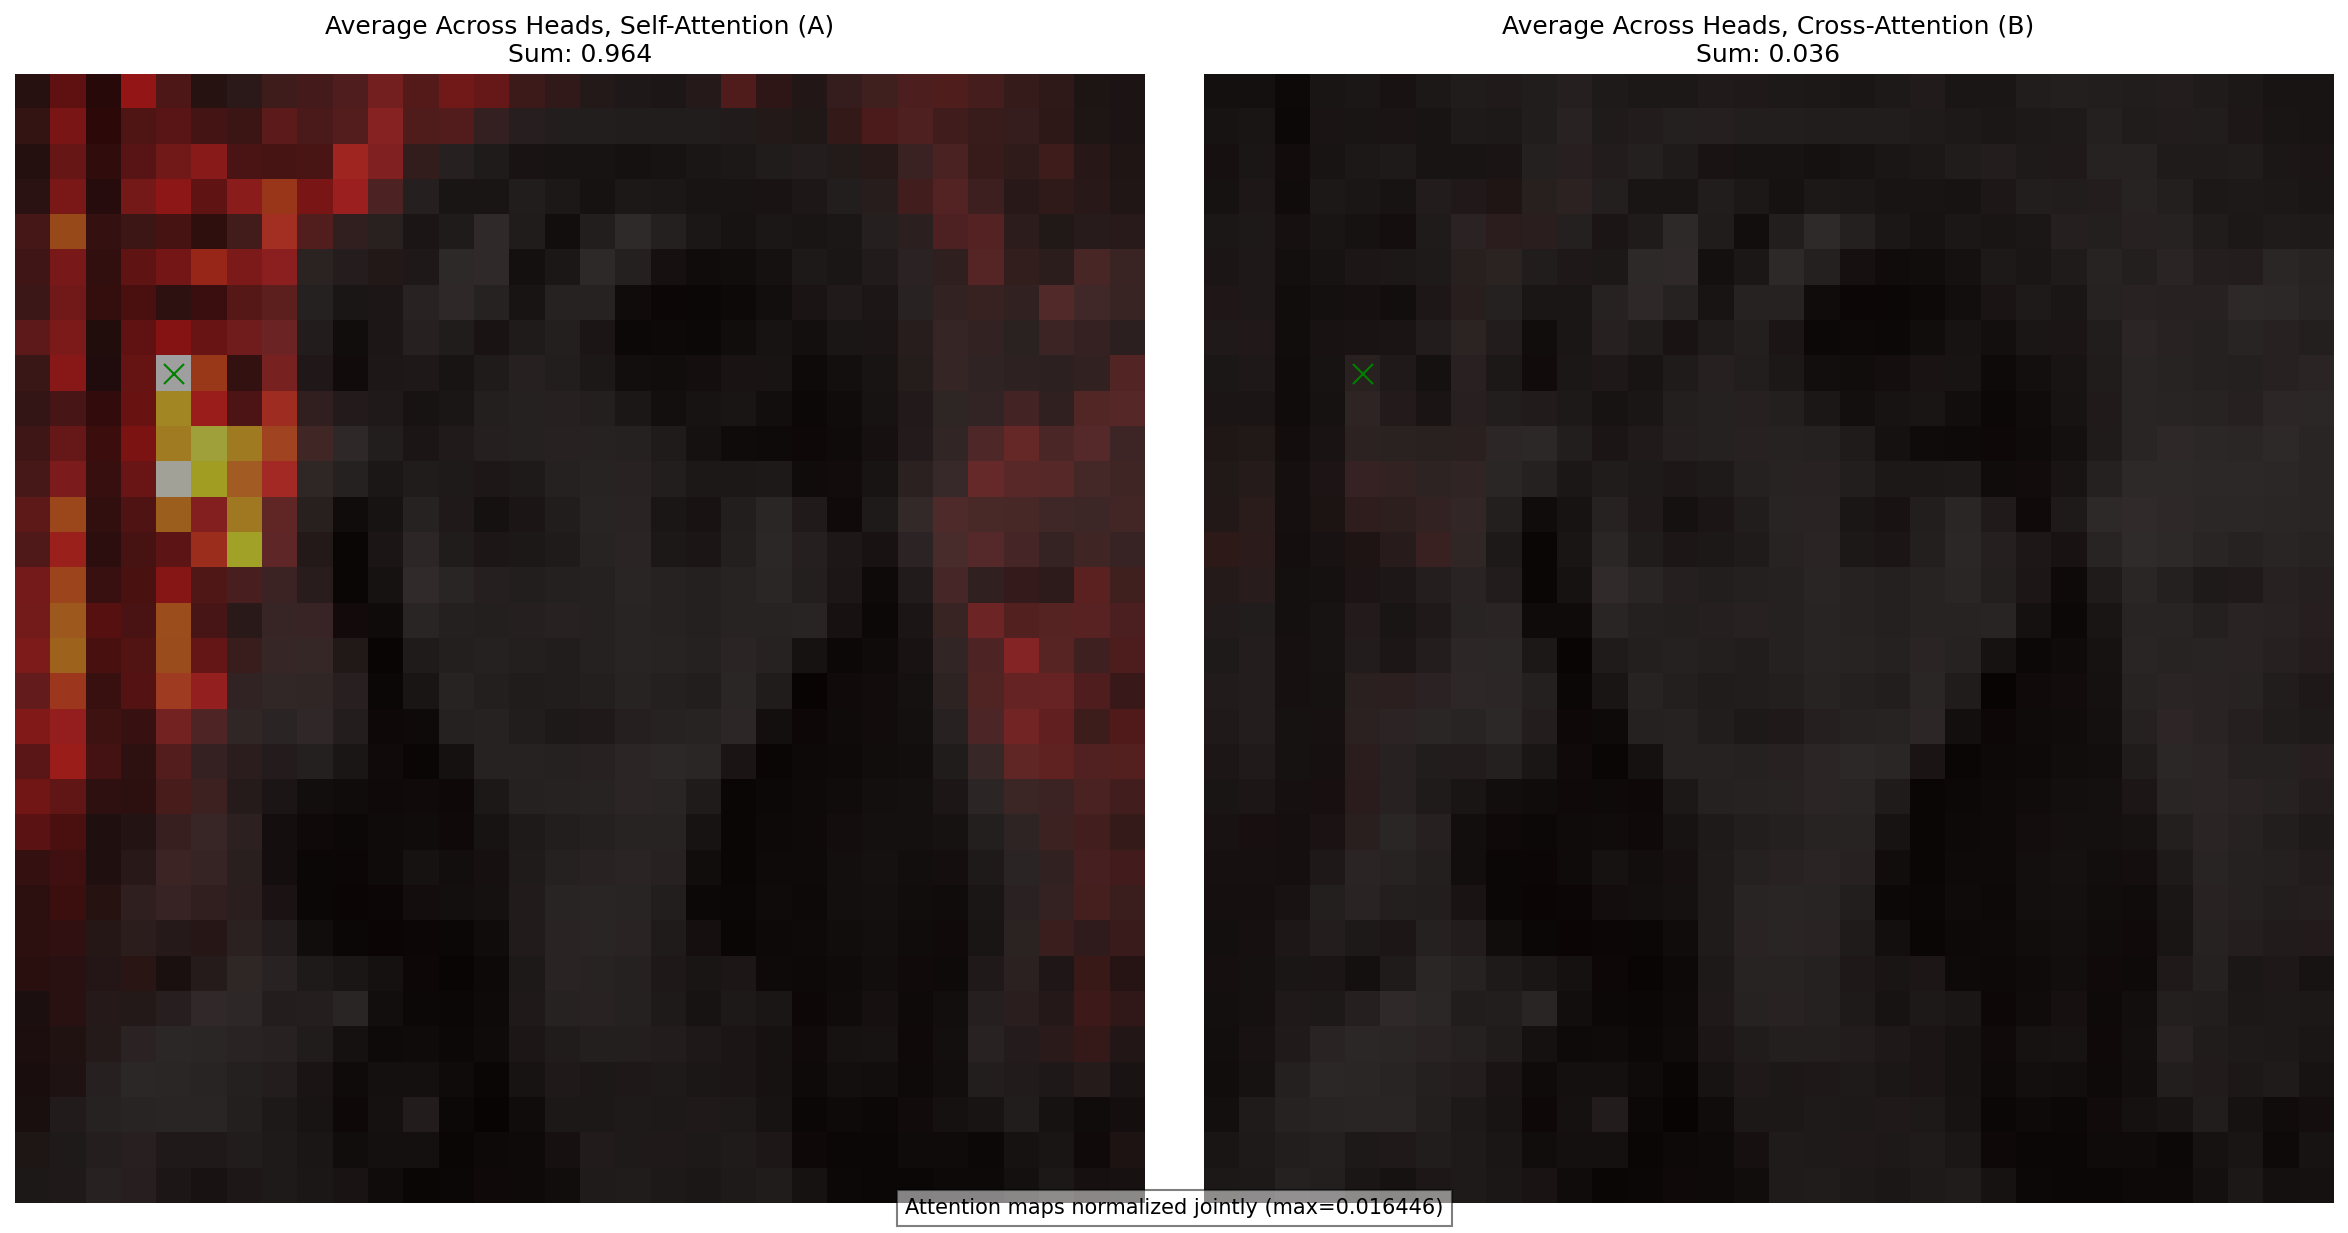 Average Across Heads, Self-Attention (A)
Sum: 0.964
Average Across Heads, Cross-Attention (B)
Sum: 0.036
Attention maps normalized jointly (max=0.016446)